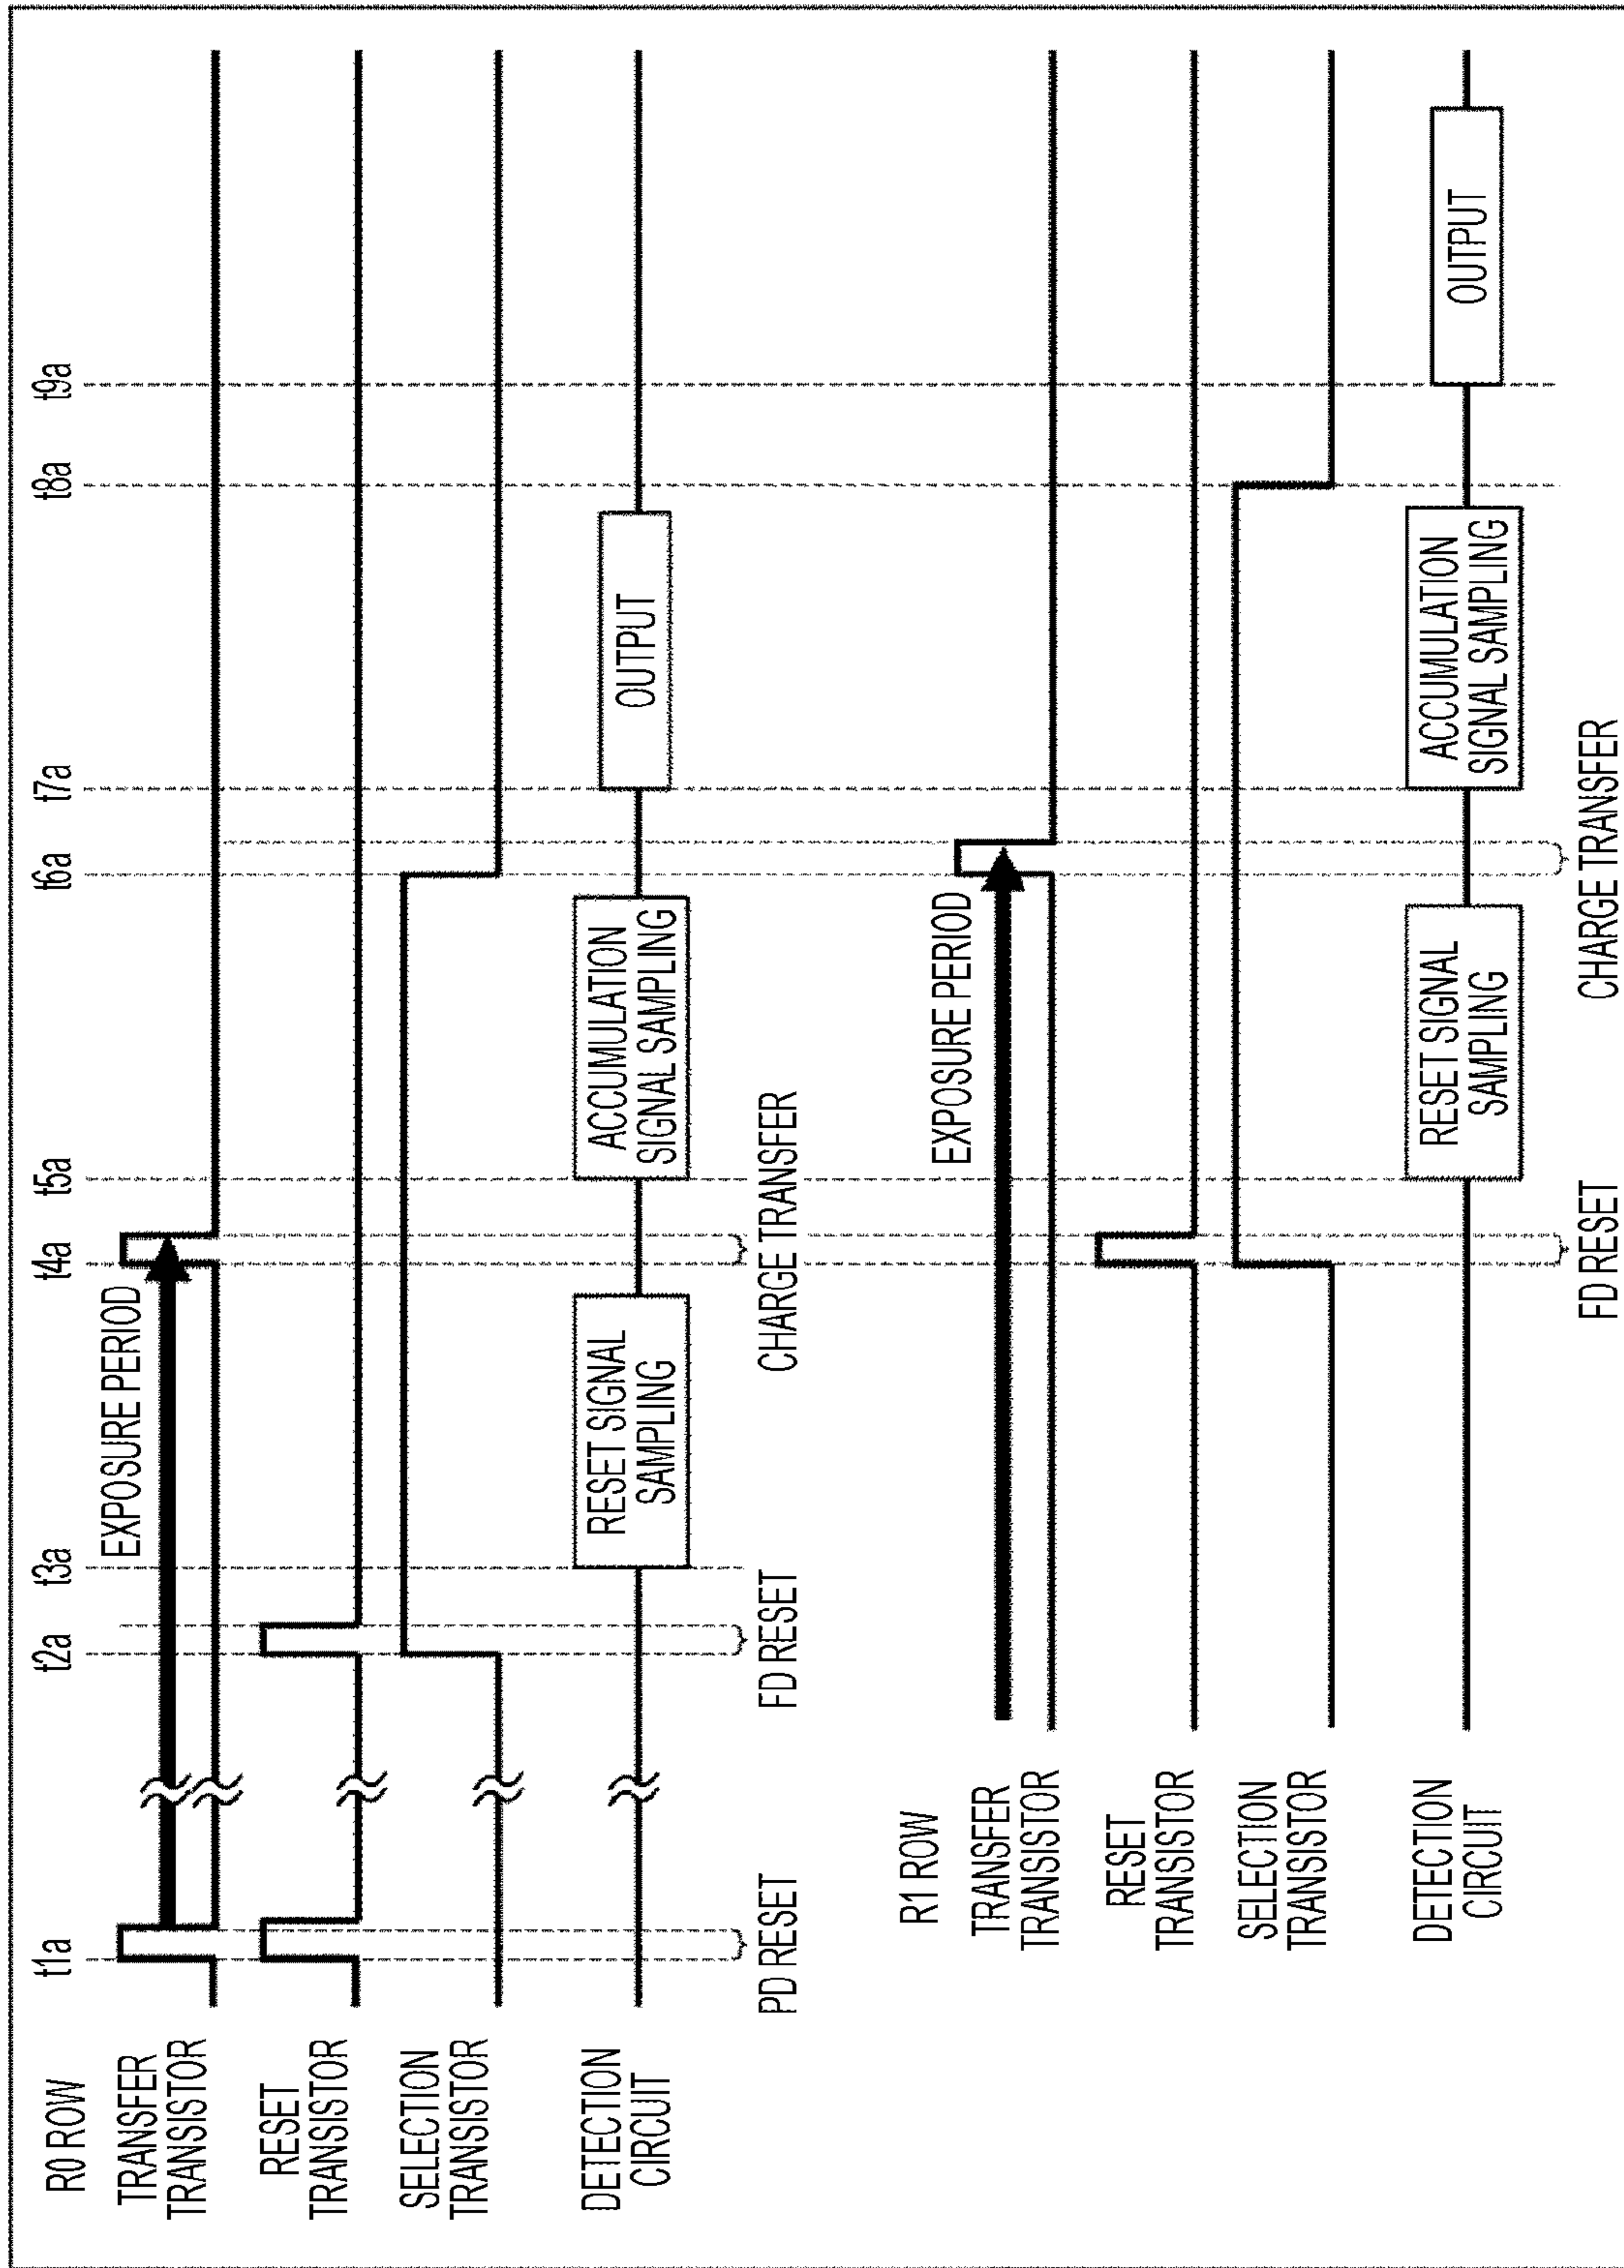 t1a
t2a
t3a
t4a
t5a
t6a
t7a
t8a
t9a
R0 ROW
TRANSFER
TRANSISTOR
EXPOSURE PERIOD
RESET
TRANSISTOR
SELECTION
TRANSISTOR
DETECTION
CIRCUIT
RESET SIGNAL
SAMPLING
ACCUMULATION
SIGNAL SAMPLING
OUTPUT
PD RESET
FD RESET
CHARGE TRANSFER
R1 ROW
EXPOSURE PERIOD
TRANSFER
TRANSISTOR
RESET
TRANSISTOR
SELECTION
TRANSISTOR
DETECTION
CIRCUIT
RESET SIGNAL
SAMPLING
ACCUMULATION
SIGNAL SAMPLING
OUTPUT
FD RESET
CHARGE TRANSFER